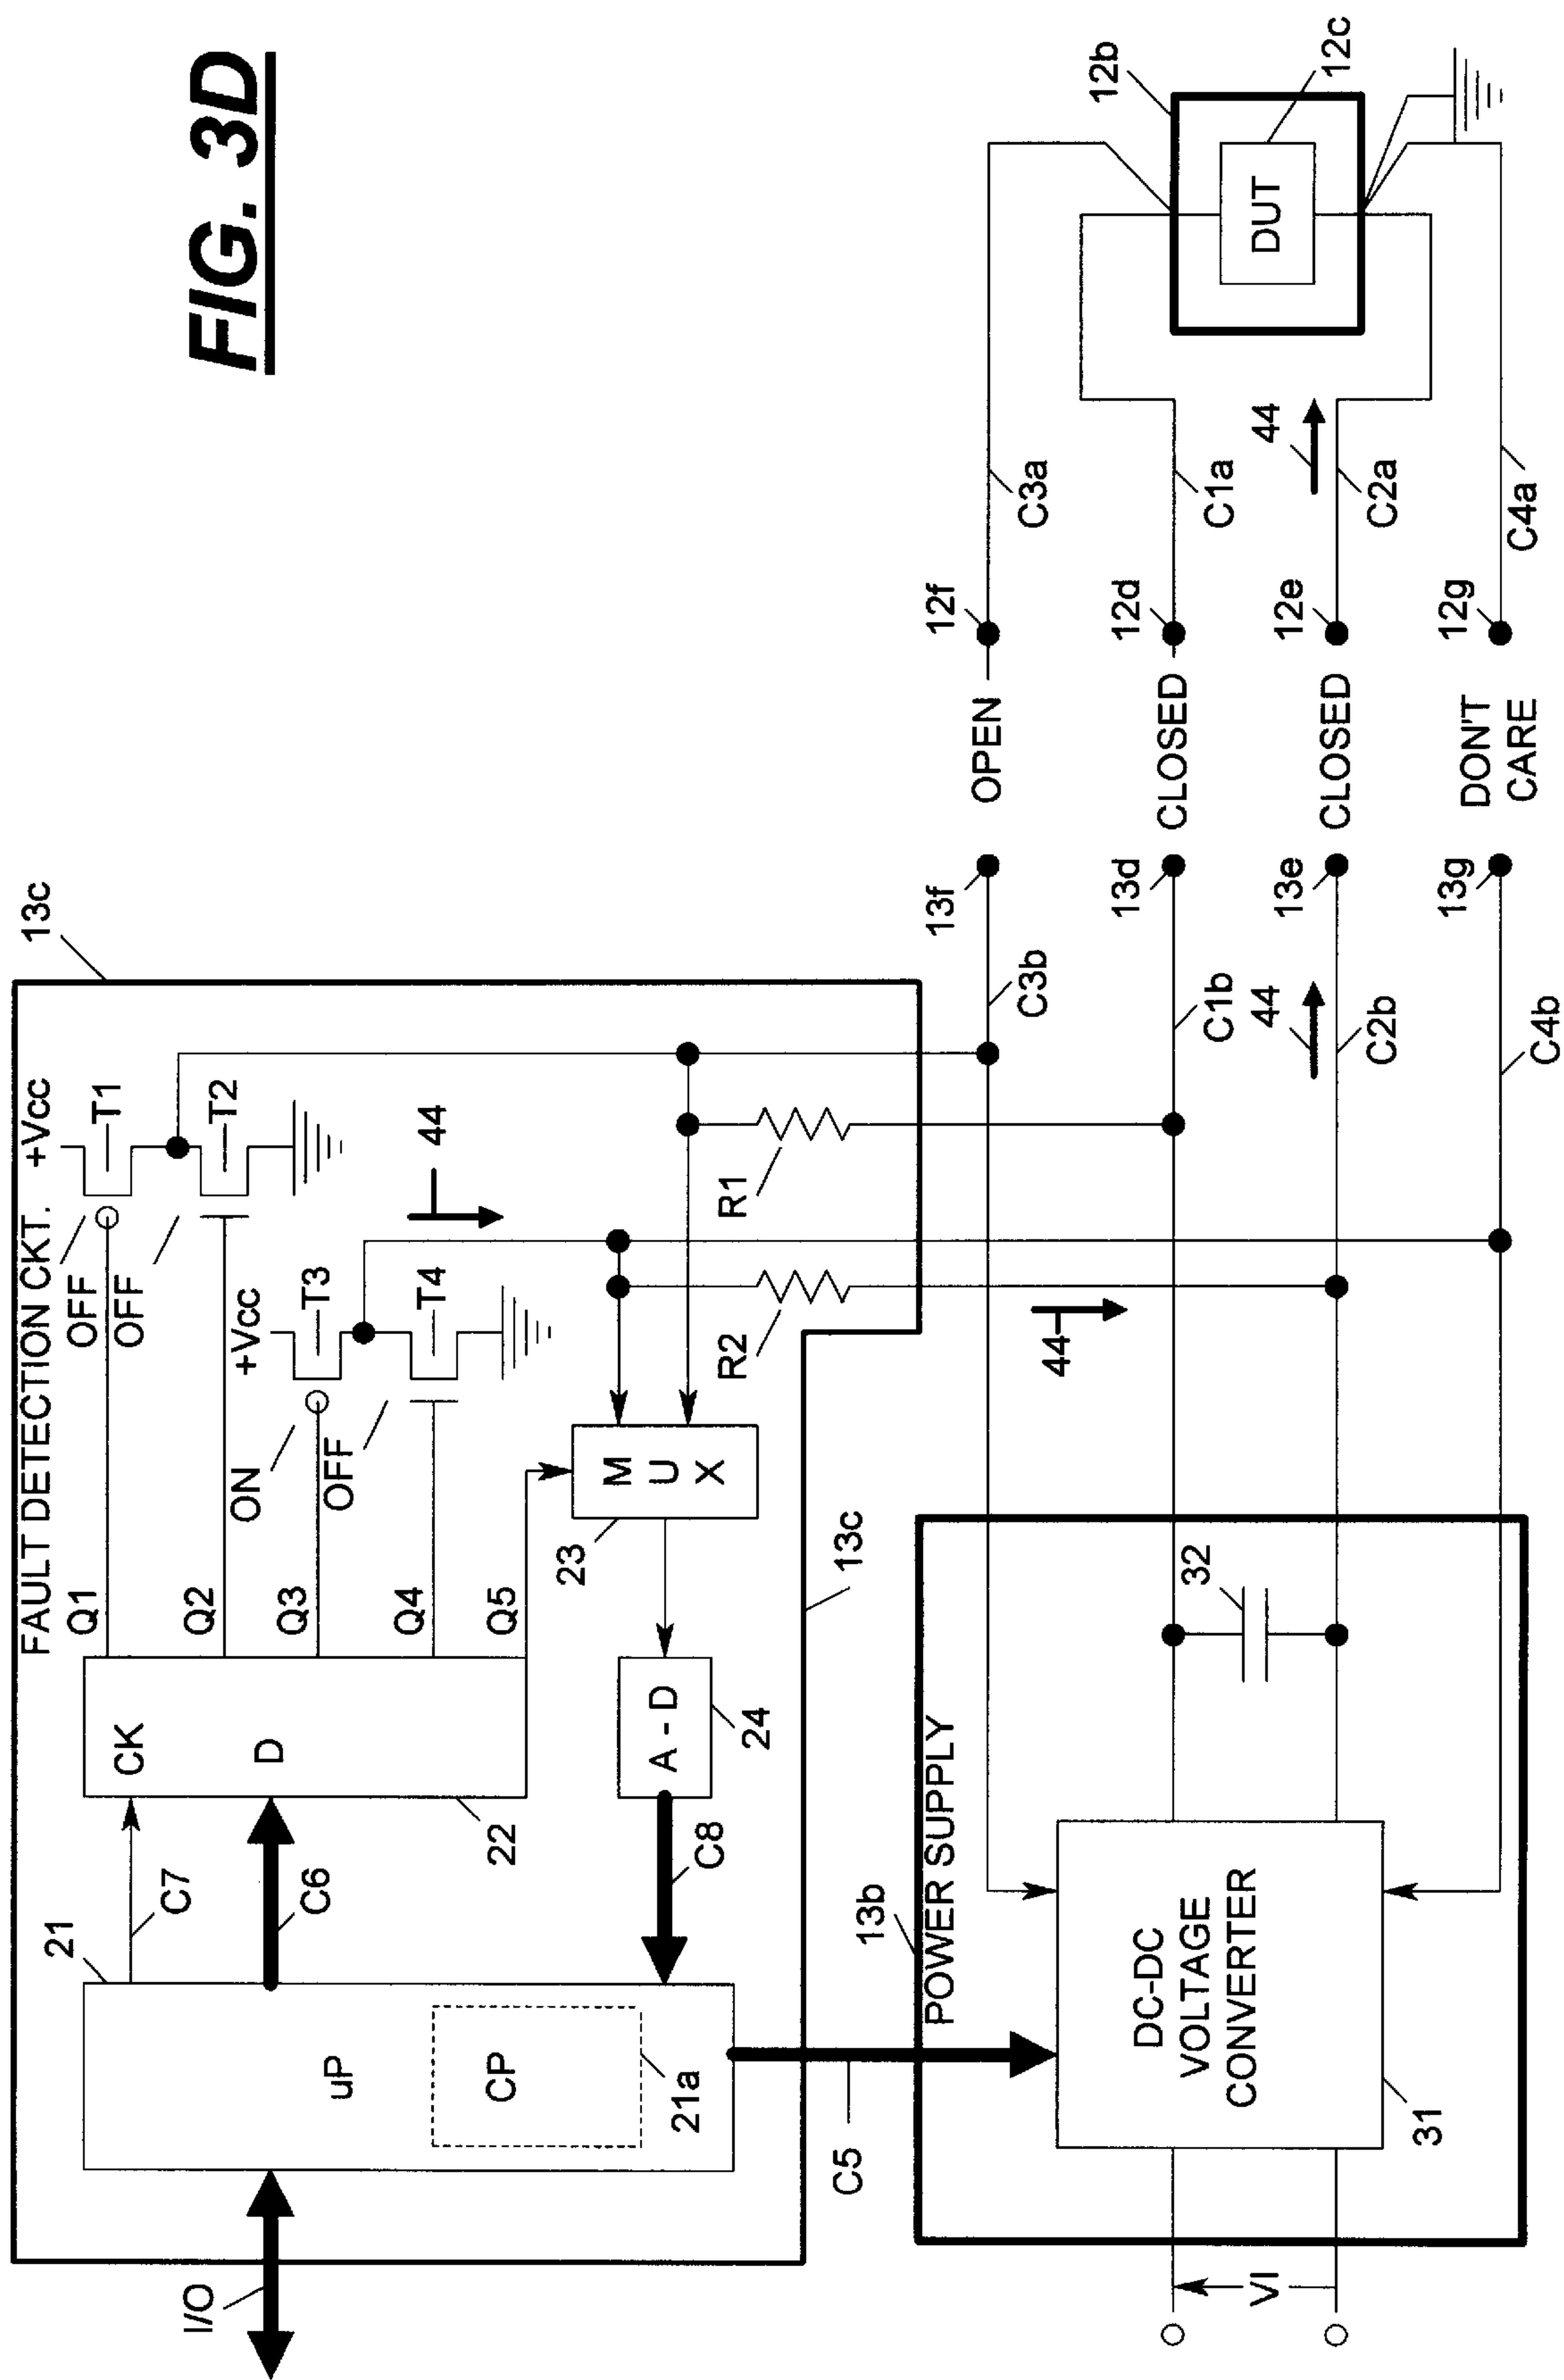 FIG. 3D
13c
FAULT DETECTION CKT.
+Vcc
T1
T2
OFF
OFF
+Vcc
T3
T4
ON
OFF
44
Q1
Q2
Q3
Q4
Q5
CK
D
22
C7
C6
21
uP
CP
21a
I/O
M
U
X
23
A - D
24
C8
R1
R2
44
13c
C5
13b
POWER SUPPLY
DC-DC
VOLTAGE
CONVERTER
31
32
VI
C3b
13f
OPEN
12f
C3a
C1b
13d
CLOSED
12d
C1a
44
C2b
13e
CLOSED
12e
44
C2a
C4b
13g
DON'T
CARE
12g
C4a
12b
DUT
12c